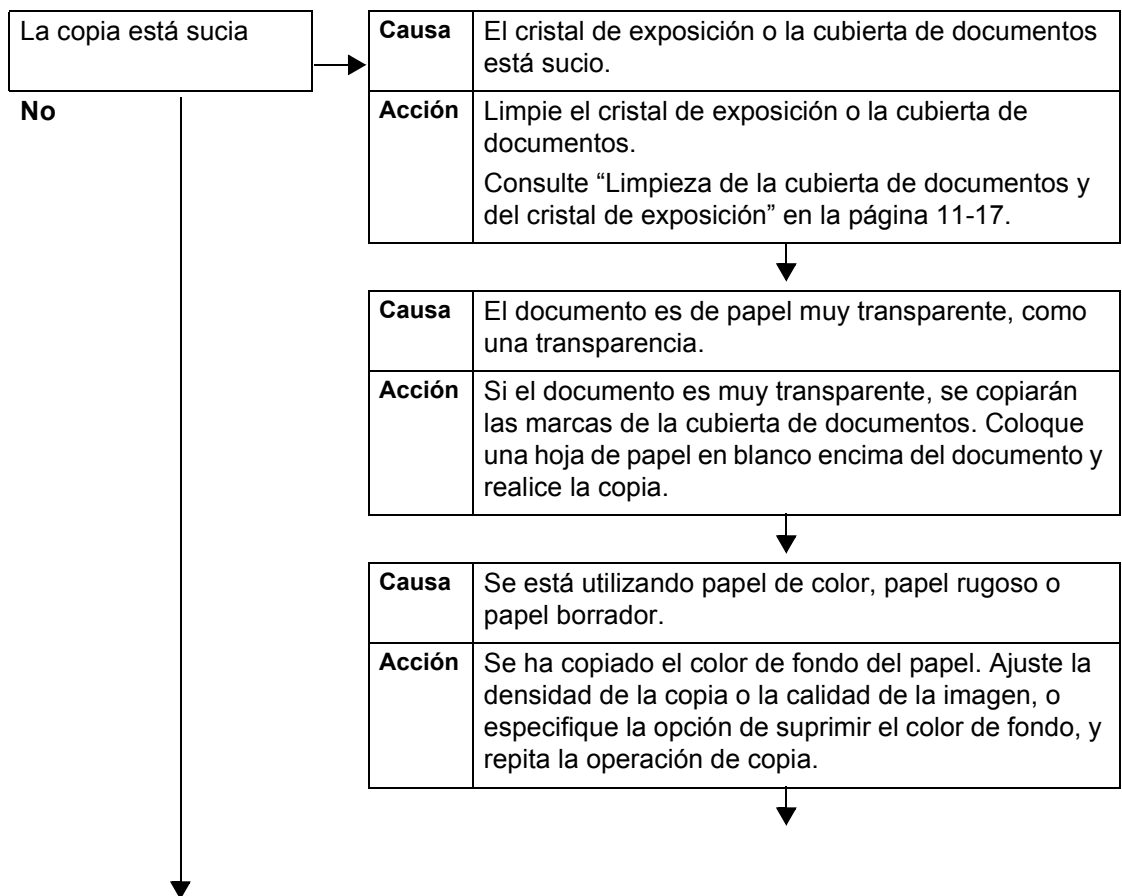 La copia está sucia
No
Causa
El cristal de exposición o la cubierta de documentos
está sucio.
Acción
Limpie el cristal de exposición o la cubierta de
documentos.
Consulte “Limpieza de la cubierta de documentos y
del cristal de exposición” en la página 11-17.
Causa
El documento es de papel muy transparente, como
una transparencia.
Acción
Si el documento es muy transparente, se copiarán
las marcas de la cubierta de documentos. Coloque
una hoja de papel en blanco encima del documento y
realice la copia.
Causa
Se está utilizando papel de color, papel rugoso o
papel borrador.
Acción
Se ha copiado el color de fondo del papel. Ajuste la
densidad de la copia o la calidad de la imagen, o
especifique la opción de suprimir el color de fondo, y
repita la operación de copia.